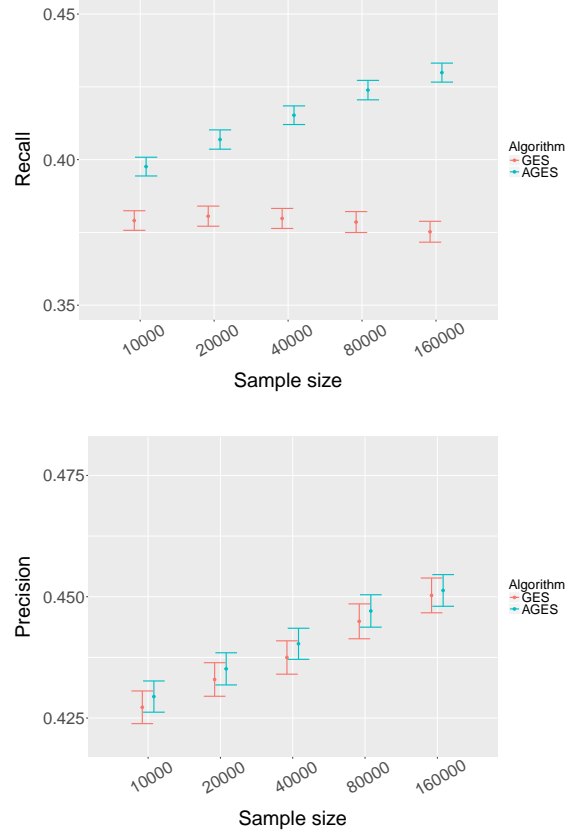 0.45
0.40
0.35
Recall
10000
20000
40000
80000
160000
Sample size
Algorithm
GES
AGES
0.475
0.450
0.425
Precision
10000
20000
40000
80000
160000
Sample size
Algorithm
GES
AGES